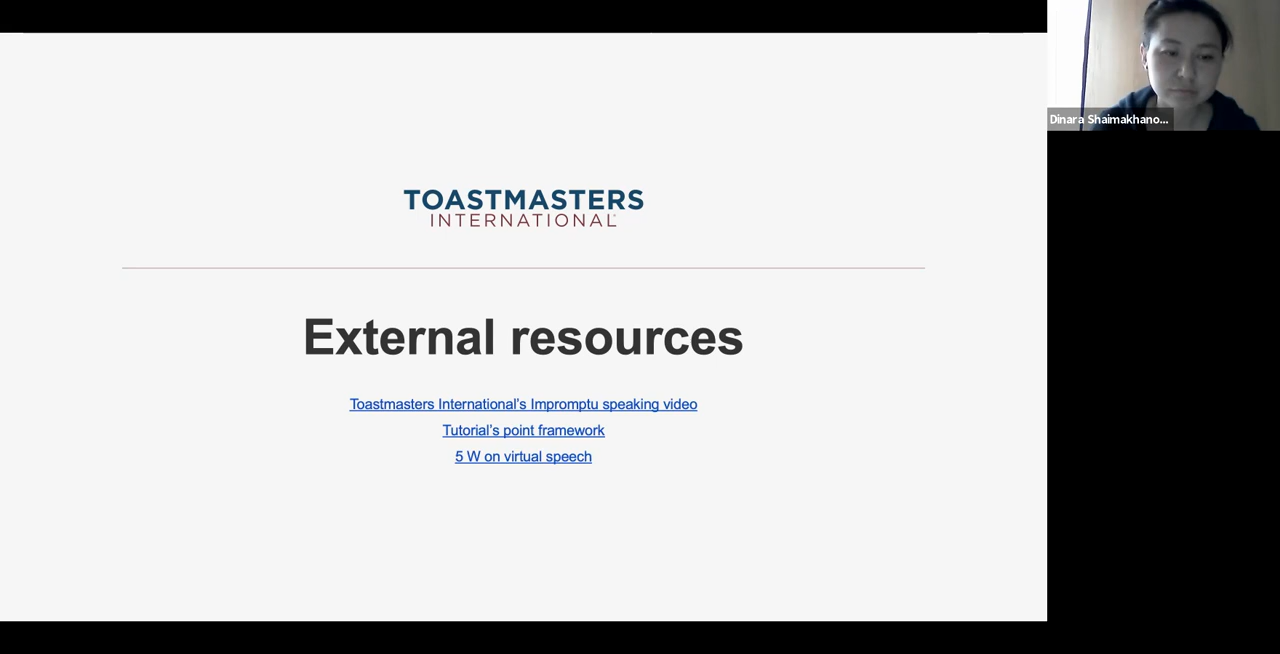 TOASTMASTERS
INTERNATIONAL
External resources
Toastmasters International's Impromptu speaking video
Tutorial's point framework
5 W on virtual speech
Dinara Shaimakhano...